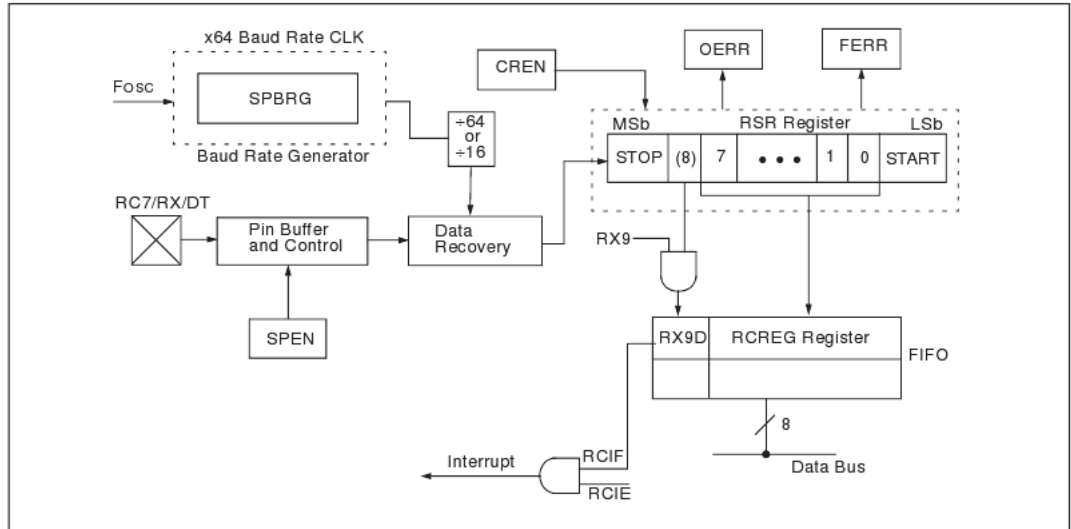 x64 Baud Rate CLK
Fosc
SPBRG
Baud Rate Generator
÷64
or
÷16
CREN
OERR
FERR
MSb
RSR Register
LSb
STOP
(8)
7
• • •
1
0
START
RC7/RX/DT
Pin Buffer
and Control
Data
Recovery
SPEN
RX9
RX9D
RCREG Register
FIFO
8
Data Bus
Interrupt
RCIF
RCIE